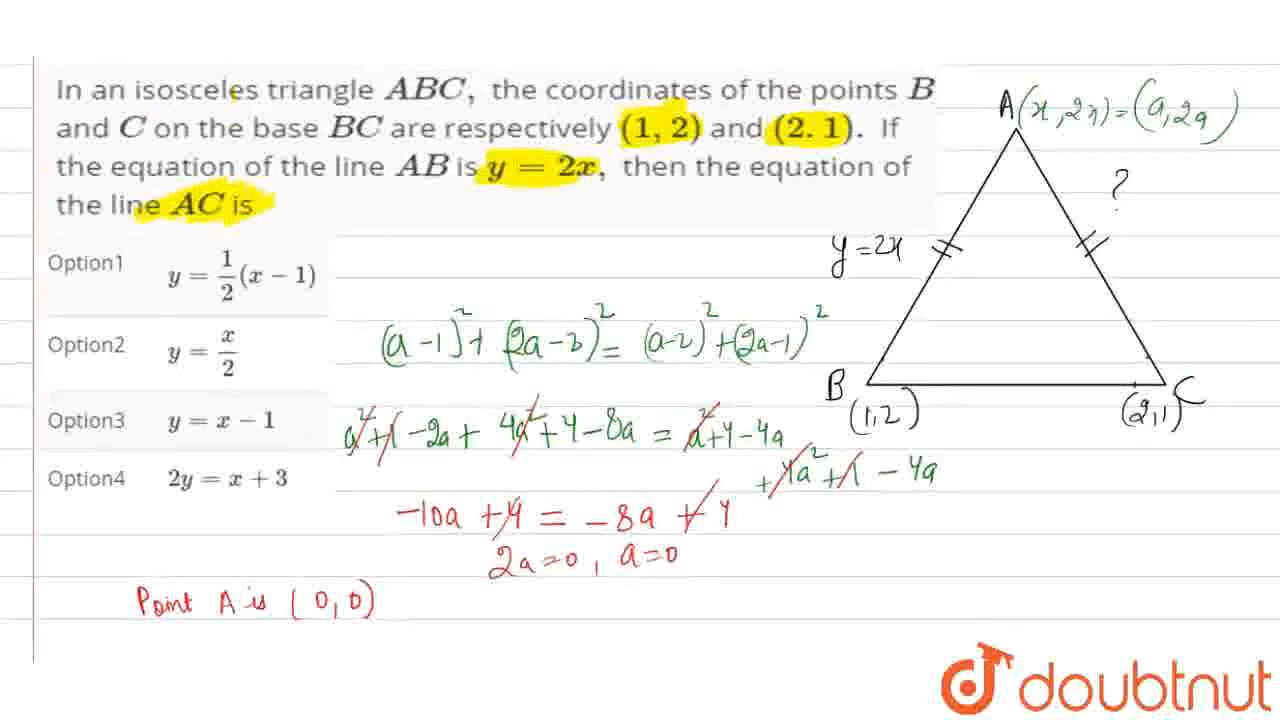 In an isosceles triangle ABC, the coordinates of the points B
and C on the base BC are respectively (1, 2) and (2. 1). If
the equation of the line AB is y = 2x, then the equation of
the line AC is
Option1 y = 1/2 (x − 1)
Option2 y = x/2
Option3 y = x − 1
Option4 2y = x + 3
A(x, 2x) = (a, 2a)
?
y = 2x
B
(1, 2)
C
(2, 1)
(a − 1)² + (2a − 2)² = (a − 2)² + (2a − 1)²
a² + 1 − 2a + 4a² + 4 − 8a = a² + 4 − 4a
+ 4a² + 1 − 4a
−10a + 4 = −8a + 4
2a = 0, a = 0
Point A is (0, 0)
doubtnut